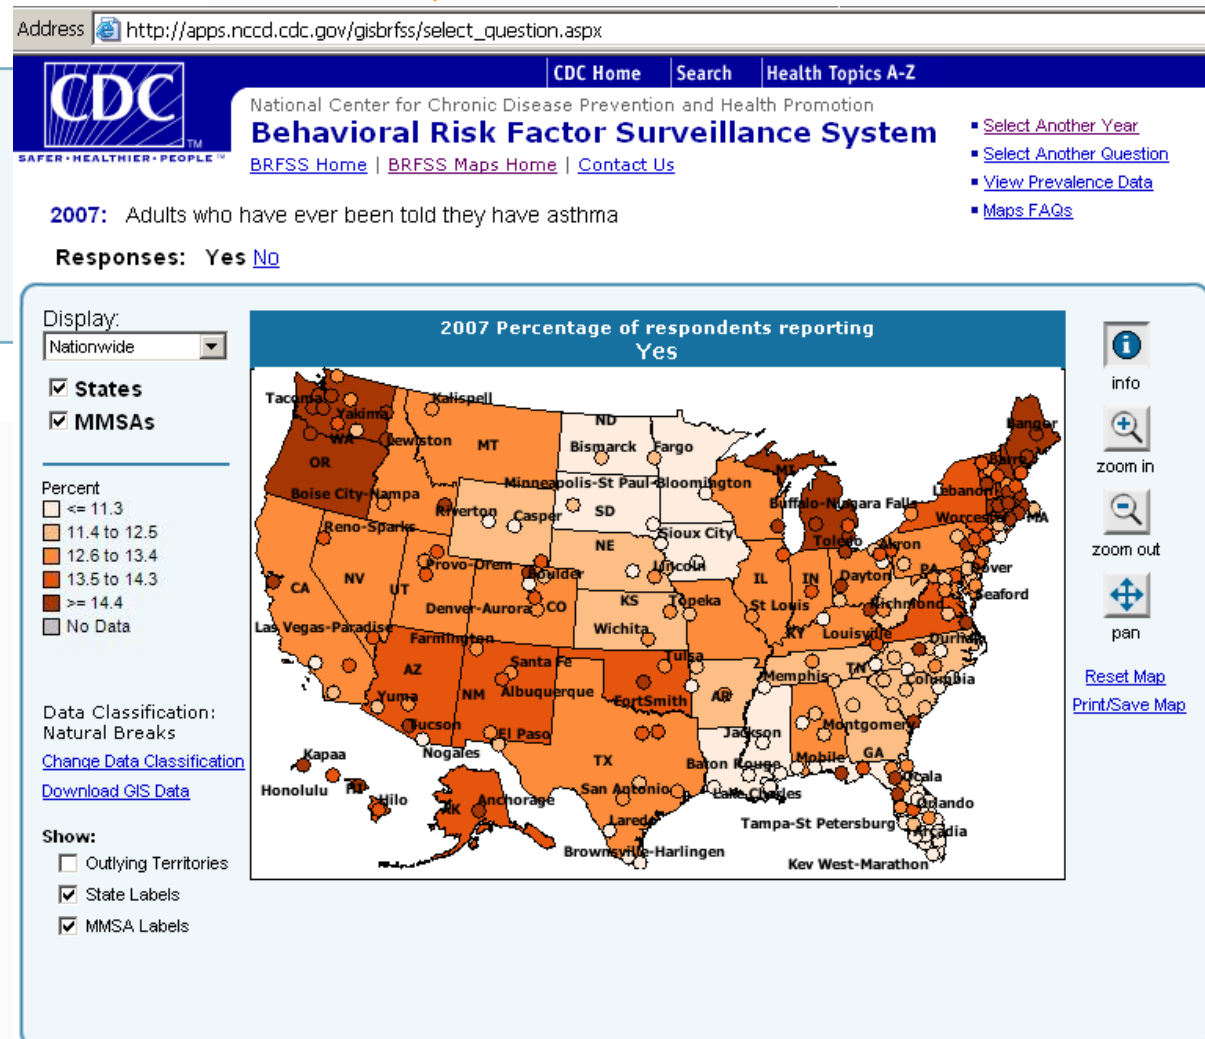 Address http://apps.nccd.cdc.gov/gisbrfss/select_question.aspx
CDC Home Search Health Topics A-Z
CDC TM
SAFER • HEALTHIER • PEOPLE™
National Center for Chronic Disease Prevention and Health Promotion
Behavioral Risk Factor Surveillance System
BRFSS Home | BRFSS Maps Home | Contact Us
Select Another Year
Select Another Question
View Prevalence Data
Maps FAQs
2007: Adults who have ever been told they have asthma
Responses: Yes No
Display:
Nationwide
States
MMSAs
Percent
<= 11.3
11.4 to 12.5
12.6 to 13.4
13.5 to 14.3
>= 14.4
No Data
Data Classification:
Natural Breaks
Change Data Classification
Download GIS Data
Show:
Outlying Territories
State Labels
MMSA Labels
2007 Percentage of respondents reporting
Yes
Tacoma
Kalispell
Yakima
WA
Lewiston
MT
ND
Bismarck Fargo
Bangor
OR
MI
Barre
Minneapolis-St Paul-Bloomington
Boise City-Nampa
Lebanon
Buffalo-Niagara Falls
Riverton Casper
SD
Worcester MA
Reno-Sparks
Sioux City
Toledo Akron
NE
Provo-Orem Boulder
Lincoln
PA Dover
CA NV UT
IL IN Dayton
Seaford
Denver-Aurora CO
KS Topeka
St Louis
Richmond
Las Vegas-Paradise
Wichita
KY Louisville
Durham
Farmington
AZ
Santa Fe
Tulsa
TN
Memphis
Columbia
Yuma
NM Albuquerque
FortSmith
AR
Tucson
El Paso
Jackson
Montgomery
Nogales
TX
Baton Rouge Mobile GA
Kapaa
Ocala
Honolulu HI Hilo
AK Anchorage
San Antonio
Lake Charles
Orlando
Laredo
Tampa-St Petersburg Arcadia
Brownsville-Harlingen
Key West-Marathon
info
zoom in
zoom out
pan
Reset Map
Print/Save Map